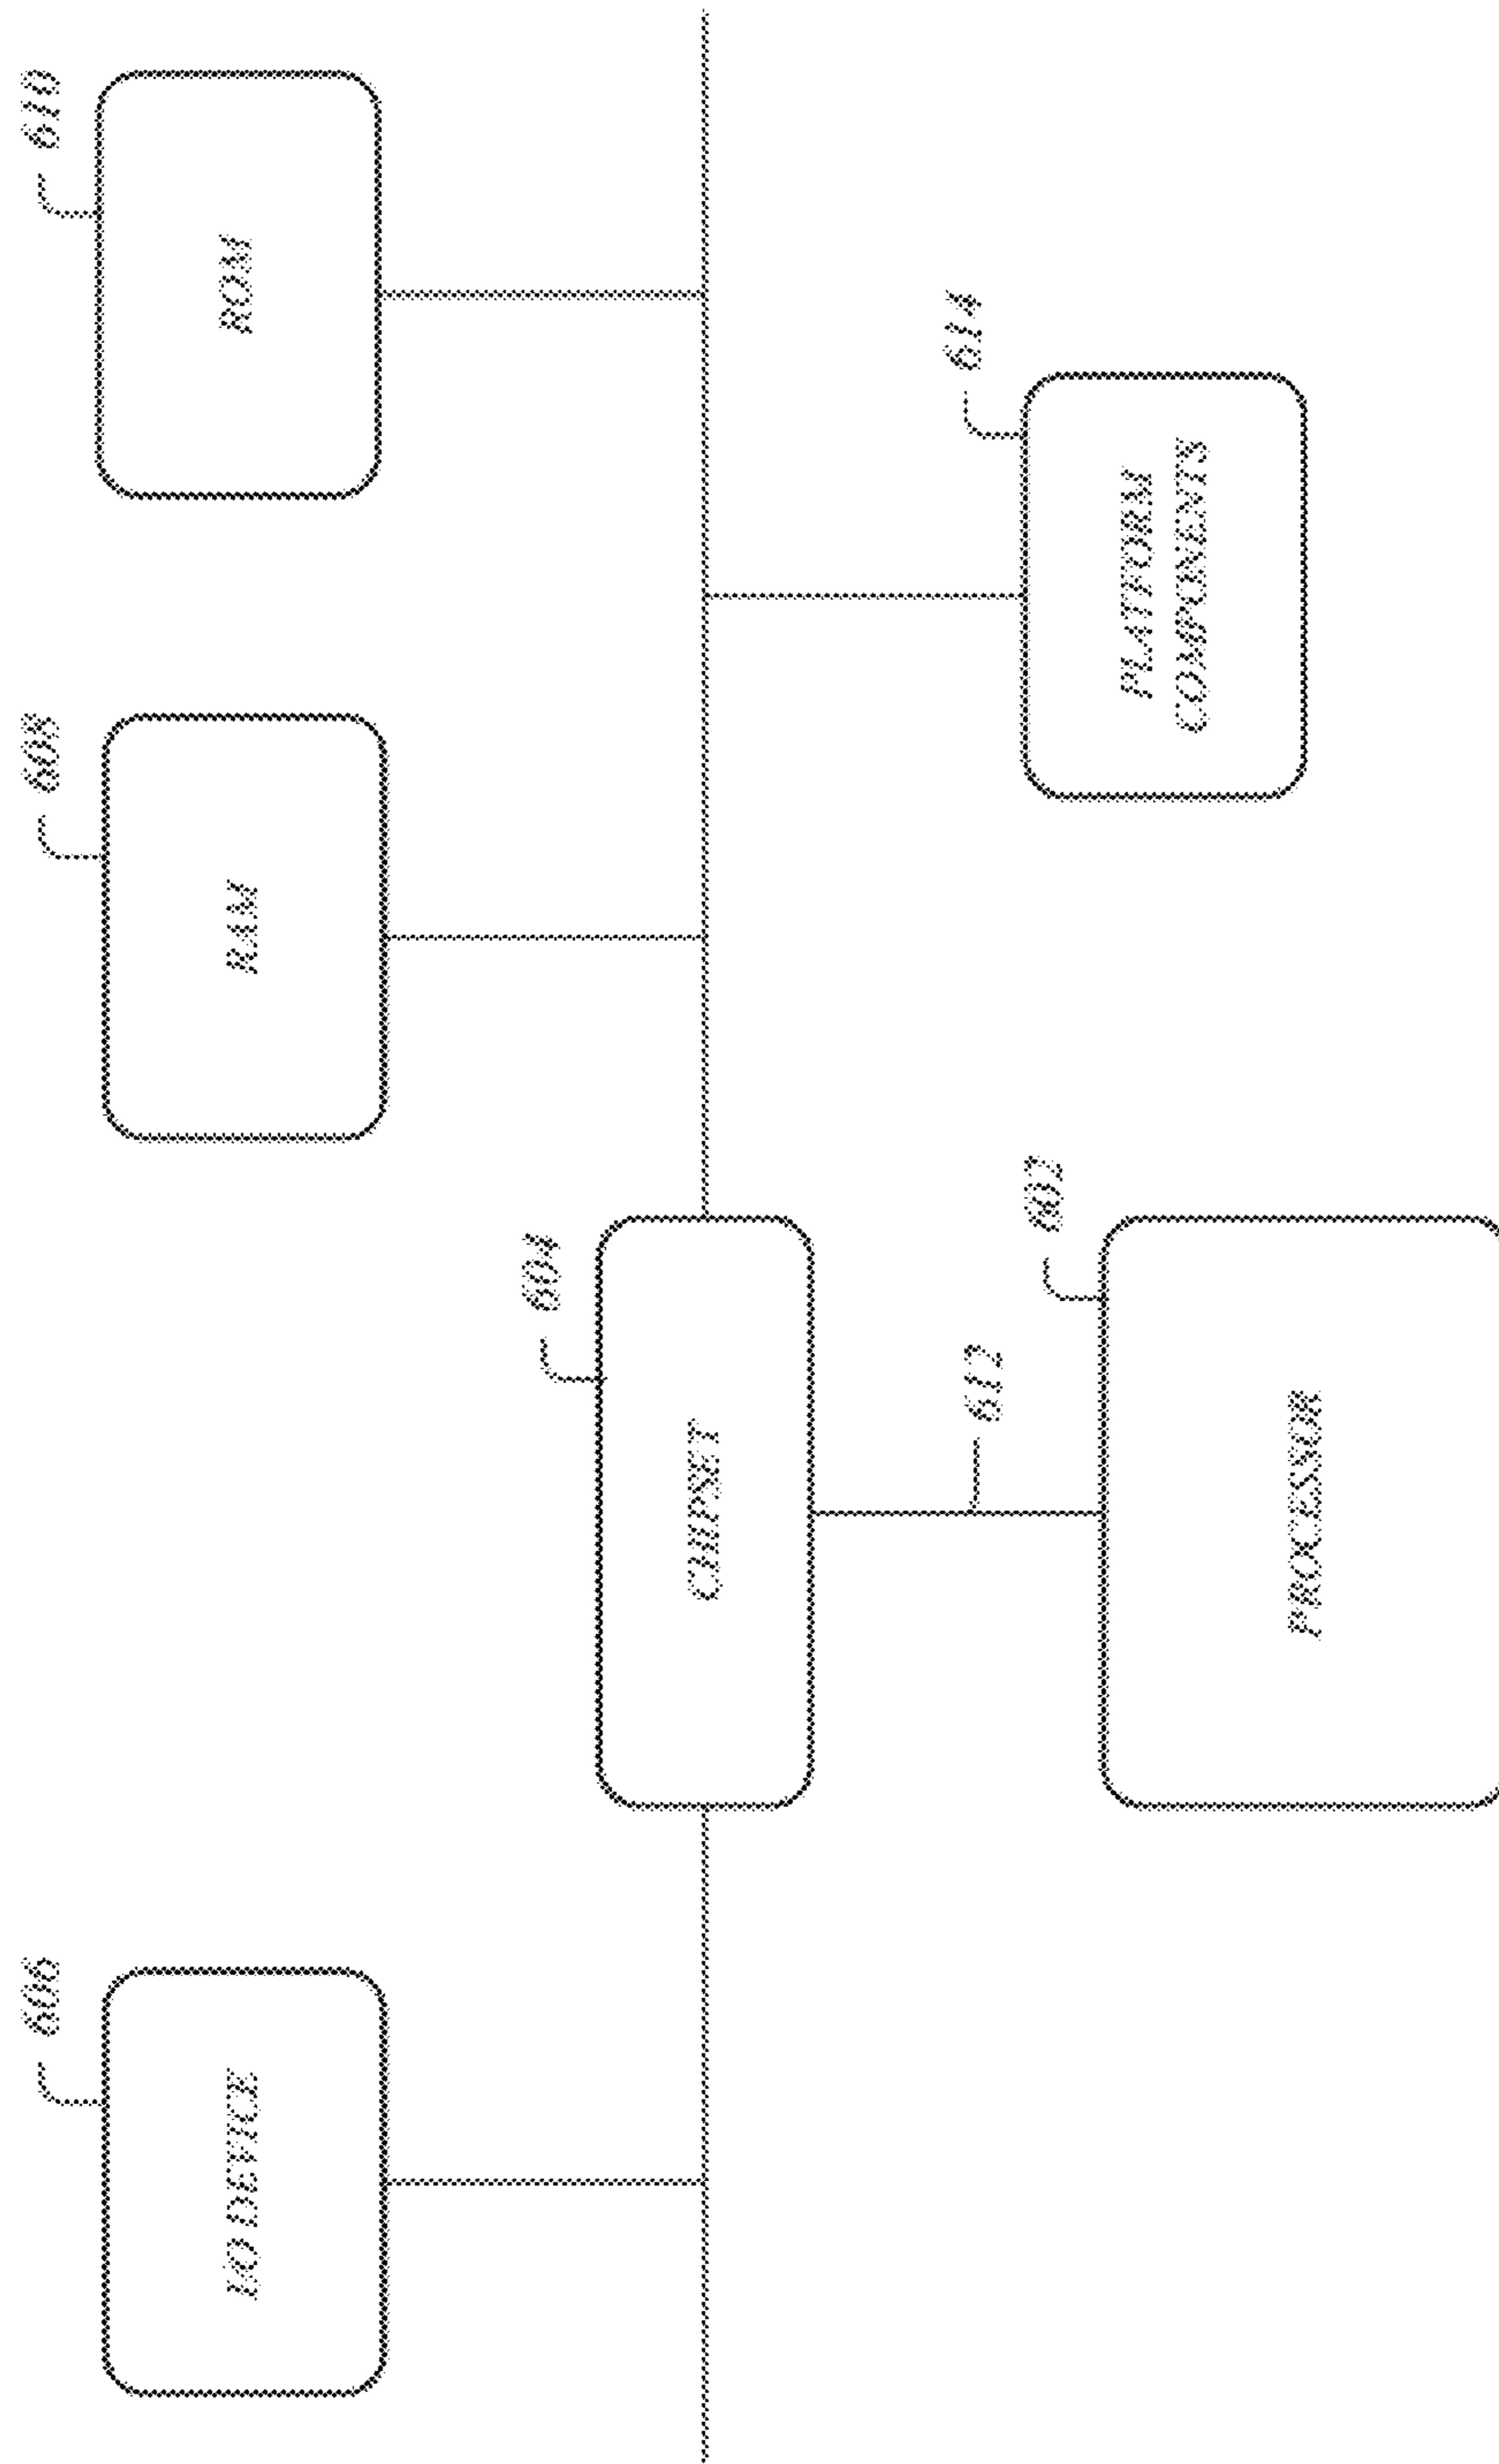 606
I/O DEVICE
608
RAM
610
ROM
604
CHIPSET
612
602
PROCESSOR
614
PLATFORM
COMPONENTS